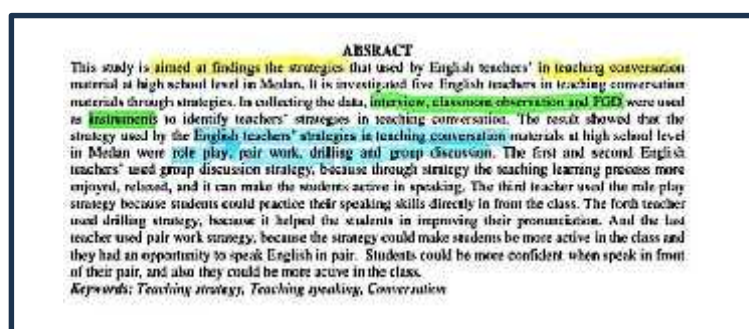 ABSRACT
This study is aimed at findings the strategies that used by English teachers' in teaching conversation
material at high school level in Medan. It is investigated five English teachers in teaching conversation
materials through strategies. In collecting the data, interview, classroom observation and FGD were used
as instruments to identify teachers' strategies in teaching conversation. The result showed that the
strategy used by the English teachers' strategies in teaching conversation materials at high school level
in Medan were role play, pair work, drilling and group discussion. The first and second English
teachers' used group discussion strategy, because through strategy the teaching learning process more
enjoyed, relaxed, and it can make the students active in speaking. The third teacher used the role play
strategy because students could practice their speaking skills directly in front the class. The forth teacher
used drilling strategy, because it helped the students in improving their pronunciation. And the last
teacher used pair work strategy, because the strategy could make students be more active in the class and
they had an opportunity to speak English in pair. Students could be more confident when speak in front
of their pair, and also they could be more active in the class.
Keywords: Teaching strategy, Teaching speaking, Conversation